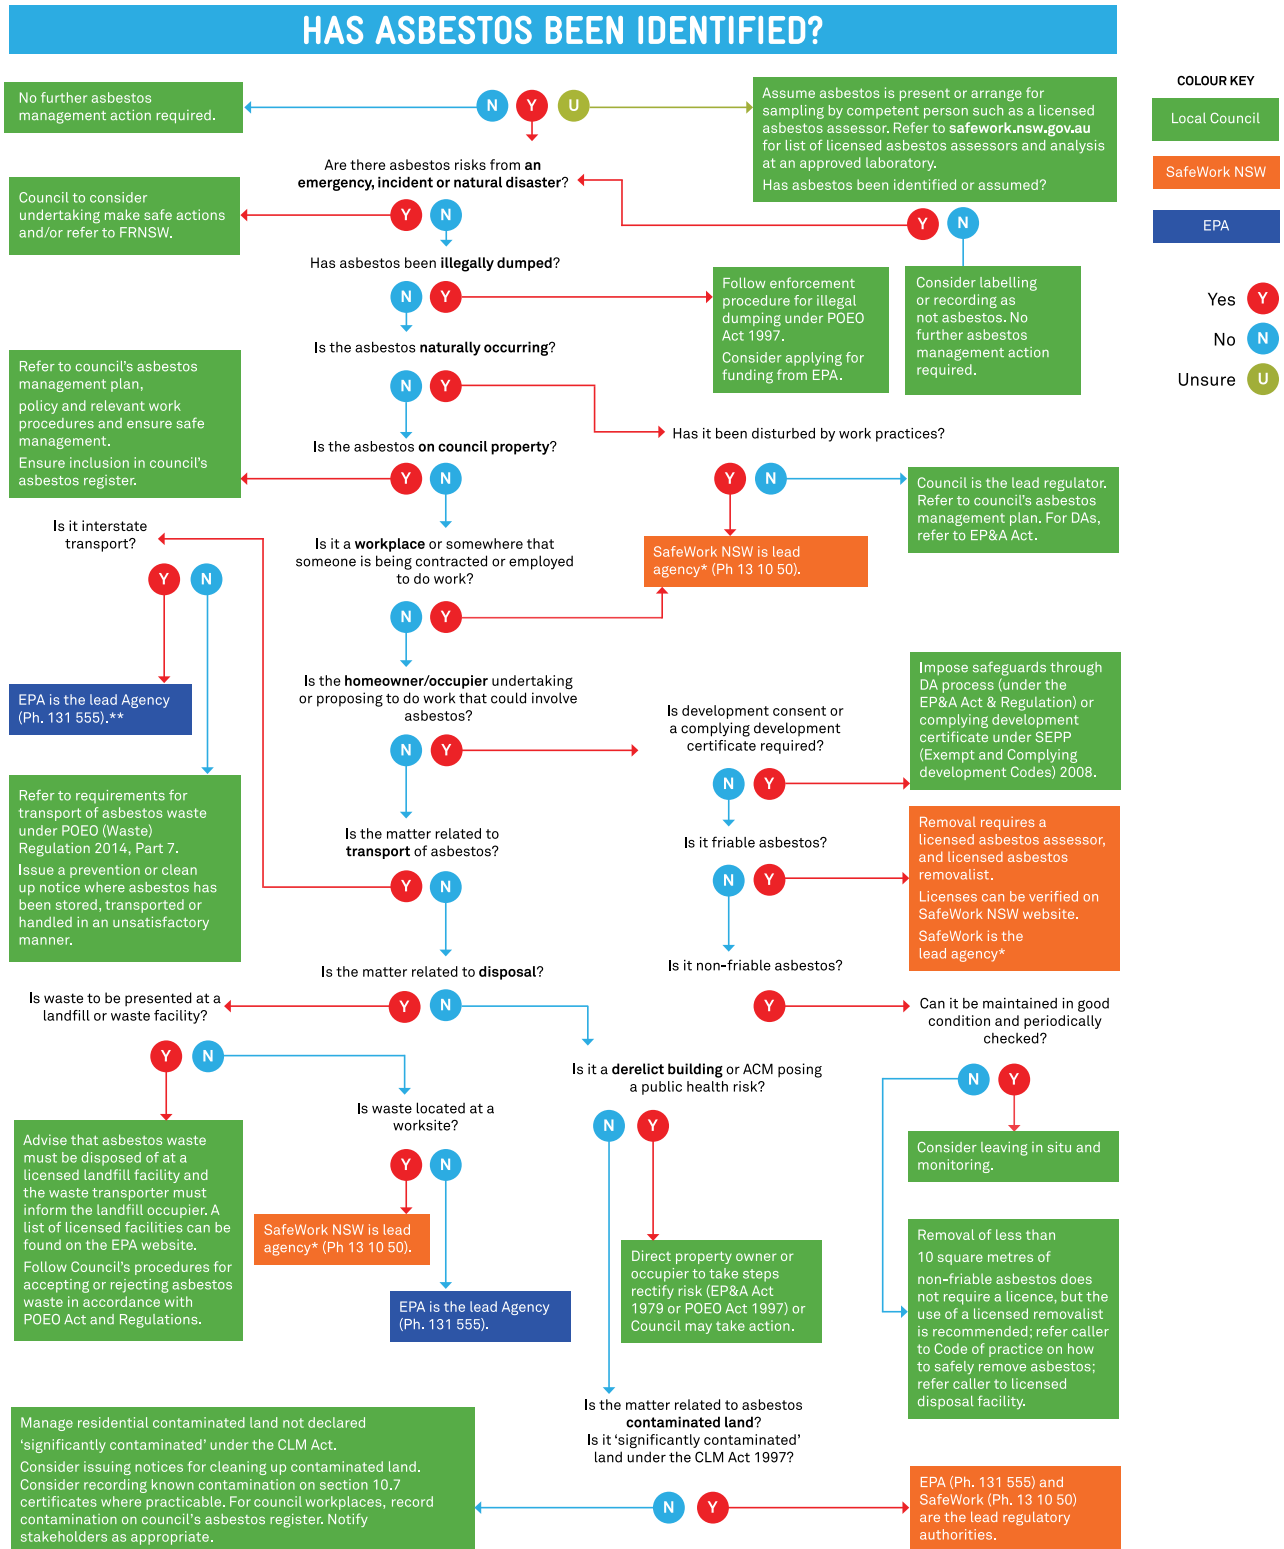 HAS ASBESTOS BEEN IDENTIFIED?
COLOUR KEY
Local Council
SafeWork NSW
EPA
Yes Y
No N
Unsure U
No further asbestos
management action required.
N Y U
Assume asbestos is present or arrange for
sampling by competent person such as a licensed
asbestos assessor. Refer to safework.nsw.gov.au
for list of licensed asbestos assessors and analysis
at an approved laboratory.
Has asbestos been identified or assumed?
Y N
Are there asbestos risks from an
emergency, incident or natural disaster?
Y N
Council to consider
undertaking make safe actions
and/or refer to FRNSW.
Has asbestos been illegally dumped?
N Y
Follow enforcement
procedure for illegal
dumping under POEO
Act 1997.
Consider applying for
funding from EPA.
Consider labelling
or recording as
not asbestos. No
further asbestos
management action
required.
Is the asbestos naturally occurring?
N Y
Refer to council's asbestos
management plan,
policy and relevant work
procedures and ensure safe
management.
Ensure inclusion in council's
asbestos register.
Has it been disturbed by work practices?
Y N
Is the asbestos on council property?
Y N
Council is the lead regulator.
Refer to council's asbestos
management plan. For DAs,
refer to EP&A Act.
Is it interstate
transport?
Y N
Is it a workplace or somewhere that
someone is being contracted or employed
to do work?
N Y
SafeWork NSW is lead
agency* (Ph 13 10 50).
EPA is the lead Agency
(Ph. 131 555).**
Is the homeowner/occupier undertaking
or proposing to do work that could involve
asbestos?
N Y
Is development consent or
a complying development
certificate required?
N Y
Impose safeguards through
DA process (under the
EP&A Act & Regulation) or
complying development
certificate under SEPP
(Exempt and Complying
development Codes) 2008.
Refer to requirements for
transport of asbestos waste
under POEO (Waste)
Regulation 2014, Part 7.
Issue a prevention or clean
up notice where asbestos has
been stored, transported or
handled in an unsatisfactory
manner.
Is the matter related to
transport of asbestos?
Y N
Is it friable asbestos?
N Y
Removal requires a
licensed asbestos assessor,
and licensed asbestos
removalist.
Licenses can be verified on
SafeWork NSW website.
SafeWork is the
lead agency*
Is the matter related to disposal?
Y N
Is it non-friable asbestos?
Y
Can it be maintained in good
condition and periodically
checked?
N Y
Is waste to be presented at a
landfill or waste facility?
Y N
Is it a derelict building or ACM posing
a public health risk?
N Y
Is waste located at a
worksite?
Y N
Consider leaving in situ and
monitoring.
Advise that asbestos waste
must be disposed of at a
licensed landfill facility and
the waste transporter must
inform the landfill occupier. A
list of licensed facilities can be
found on the EPA website.
Follow Council's procedures for
accepting or rejecting asbestos
waste in accordance with
POEO Act and Regulations.
SafeWork NSW is lead
agency* (Ph 13 10 50).
EPA is the lead Agency
(Ph. 131 555).
Direct property owner or
occupier to take steps
rectify risk (EP&A Act
1979 or POEO Act 1997) or
Council may take action.
Removal of less than
10 square metres of
non-friable asbestos does
not require a licence, but the
use of a licensed removalist
is recommended; refer caller
to Code of practice on how
to safely remove asbestos;
refer caller to licensed
disposal facility.
Is the matter related to asbestos
contaminated land?
Is it 'significantly contaminated'
land under the CLM Act 1997?
N Y
Manage residential contaminated land not declared
'significantly contaminated' under the CLM Act.
Consider issuing notices for cleaning up contaminated land.
Consider recording known contamination on section 10.7
certificates where practicable. For council workplaces, record
contamination on council's asbestos register. Notify
stakeholders as appropriate.
EPA (Ph. 131 555) and
SafeWork (Ph. 13 10 50)
are the lead regulatory
authorities.